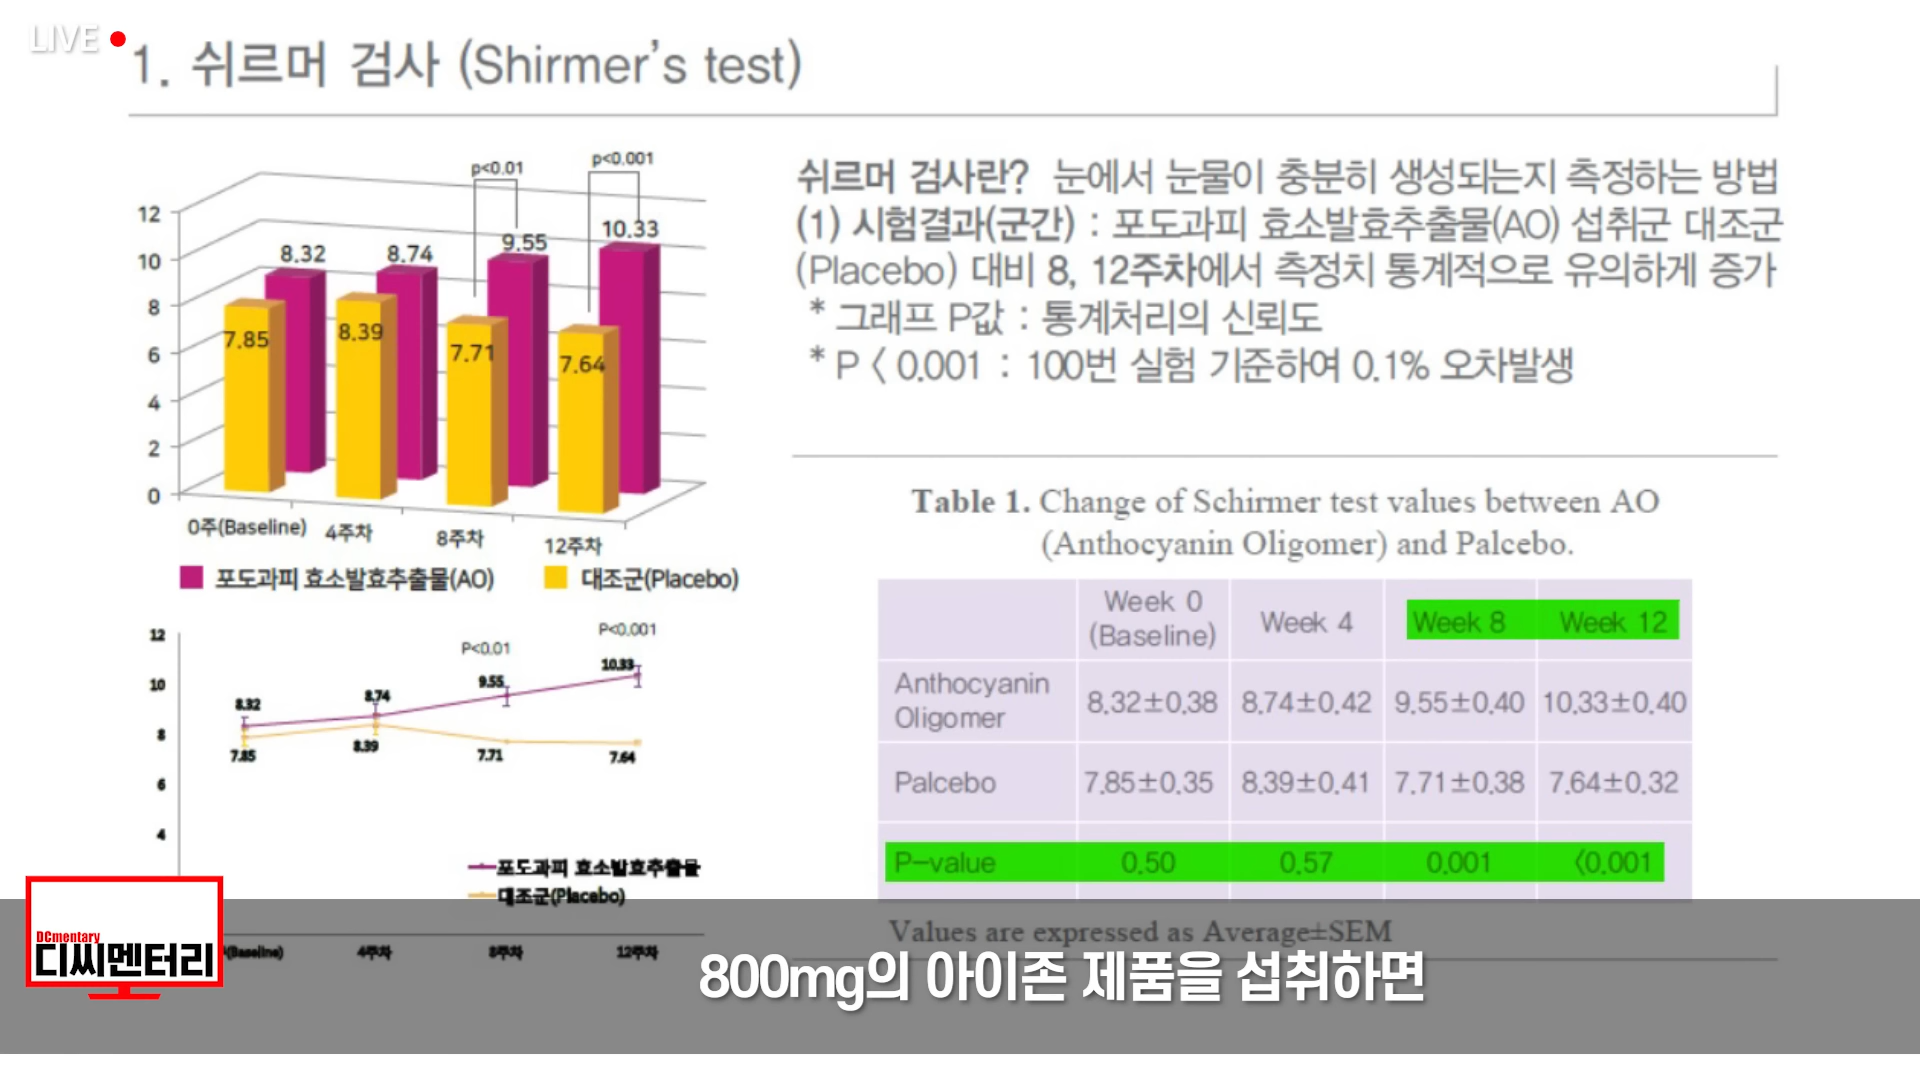 LIVE
1. 쉬르머 검사 (Shirmer's test)
p<0.01
p<0.001
12
10
8
6
4
2
0
8.32
8.74
9.55
10.33
7.85
8.39
7.71
7.64
0주(Baseline)
4주차
8주차
12주차
포도과피 효소발효추출물(AO)
대조군(Placebo)
쉬르머 검사란? 눈에서 눈물이 충분히 생성되는지 측정하는 방법
(1) 시험결과(군간) : 포도과피 효소발효추출물(AO) 섭취군 대조군
(Placebo) 대비 8, 12주차에서 측정치 통계적으로 유의하게 증가
* 그래프 P값 : 통계처리의 신뢰도
* P < 0.001 : 100번 실험 기준하여 0.1% 오차발생
12
10
8
6
4
P<0.01
P<0.001
8.32
8.74
9.55
10.33
7.85
8.39
7.71
7.64
포도과피 효소발효추출물
대조군(Placebo)
(Baseline)
4주차
8주차
12주차
Table 1. Change of Schirmer test values between AO
(Anthocyanin Oligomer) and Palcebo.
Week 0
(Baseline)
Week 4
Week 8
Week 12
Anthocyanin
Oligomer
8.32±0.38
8.74±0.42
9.55±0.40
10.33±0.40
Palcebo
7.85±0.35
8.39±0.41
7.71±0.38
7.64±0.32
P-value
0.50
0.57
0.001
<0.001
Values are expressed as Average±SEM
DCmentary
디씨멘터리
800mg의 아이존 제품을 섭취하면